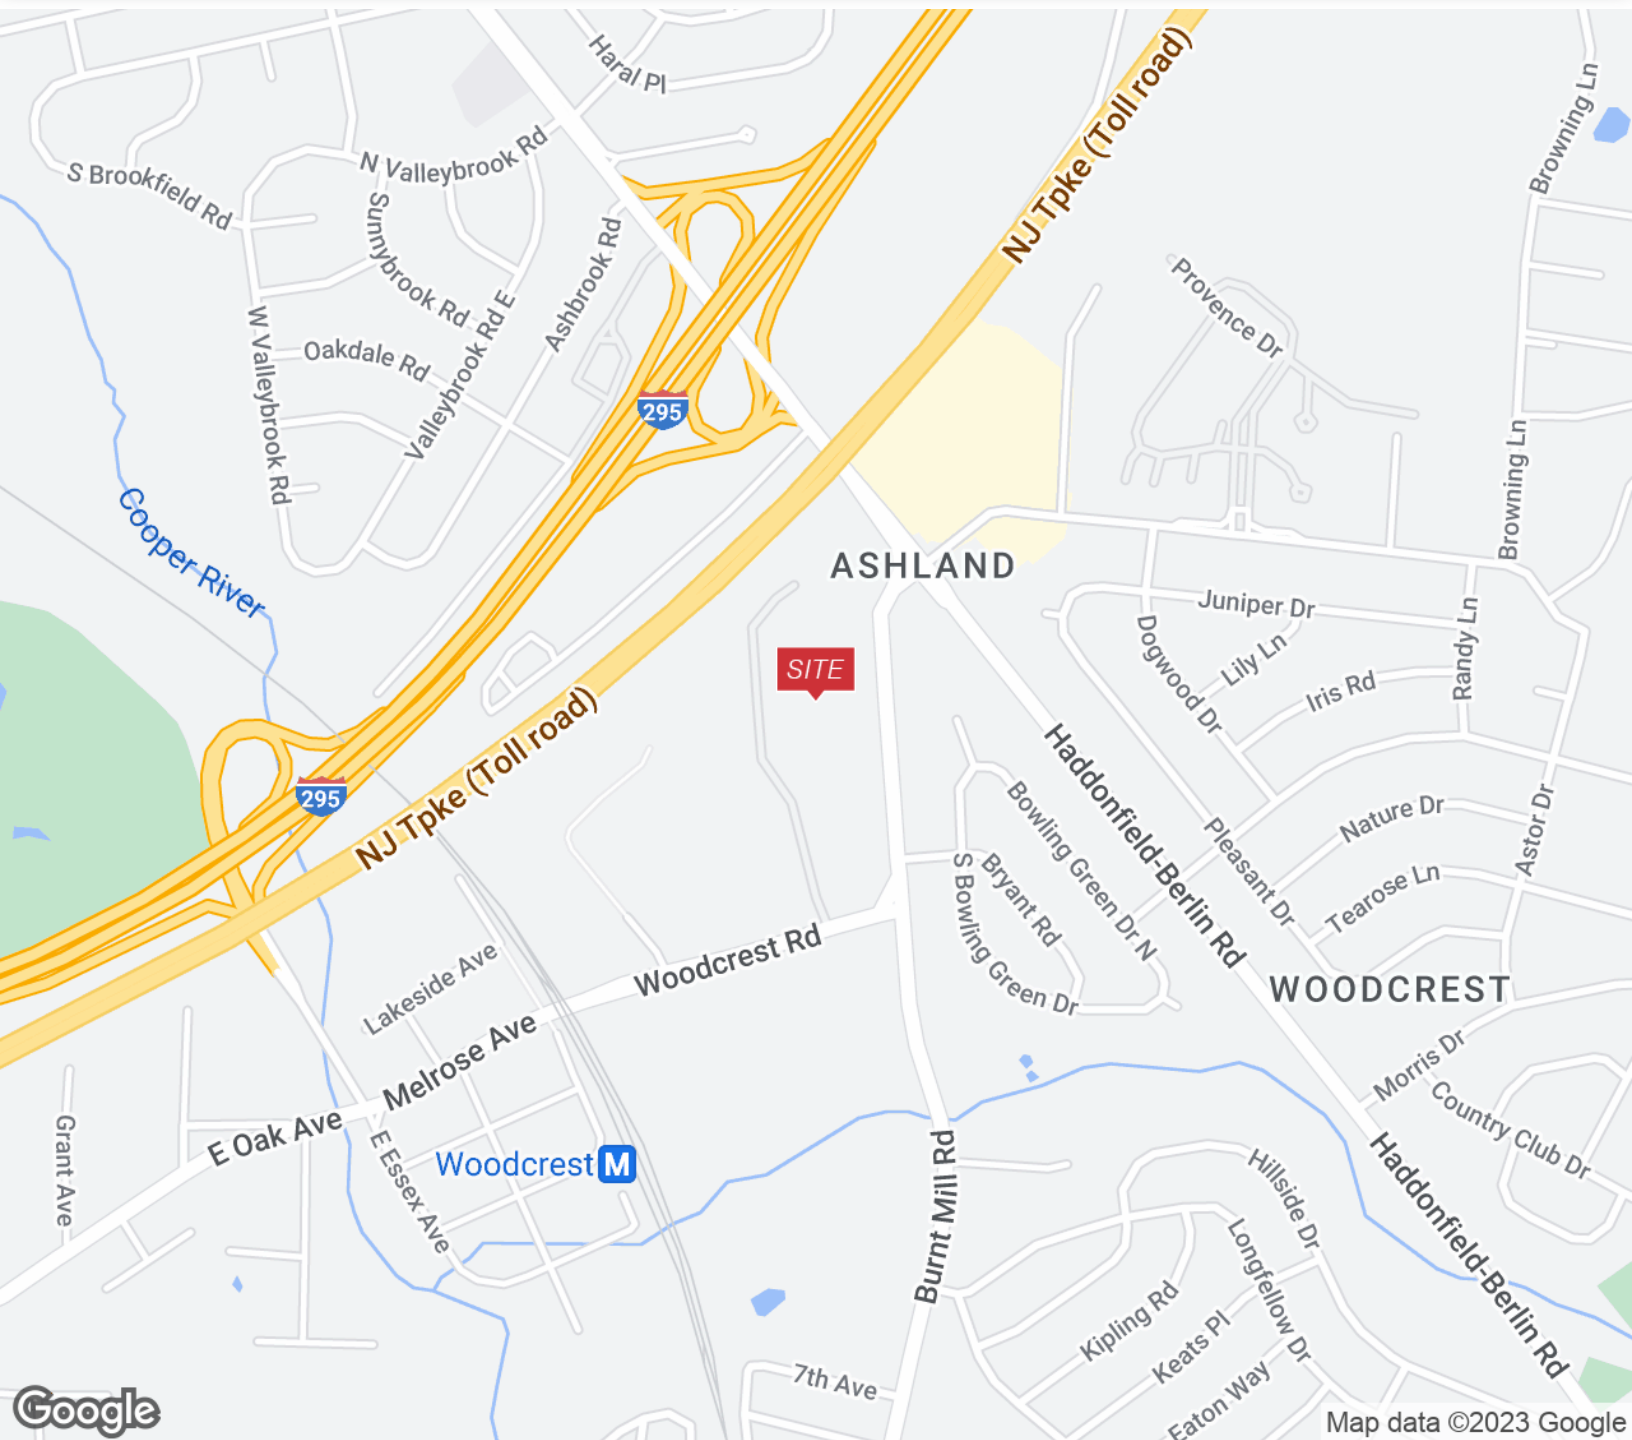 Haral Pl
NJ Tpke (Toll road)
Browning Ln
N Valleybrook Rd
S Brookfield Rd
Sunnybrook Rd
Ashbrook Rd
Provence Dr
W Valleybrook Rd
Oakdale Rd
Valleybrook Rd E
295
Browning Ln
Cooper River
ASHLAND
Juniper Dr
Randy Ln
Dogwood Dr
Lily Ln
SITE
Iris Rd
NJ Tpke (Toll road)
295
Haddonfield-Berlin Rd
Bowling Green Dr N
Pleasant Dr
Nature Dr
Astor Dr
Tearose Ln
S Bowling Green Dr
Bryant Rd
Woodcrest Rd
Lakeside Ave
WOODCREST
Melrose Ave
Morris Dr
Country Club Dr
E Oak Ave
Grant Ave
E Essex Ave
Woodcrest M
Burnt Mill Rd
Hillside Dr
Haddonfield-Berlin Rd
Longfellow Dr
Kipling Rd
Keats Pl
7th Ave
Eaton Way
Google
Map data ©2023 Google